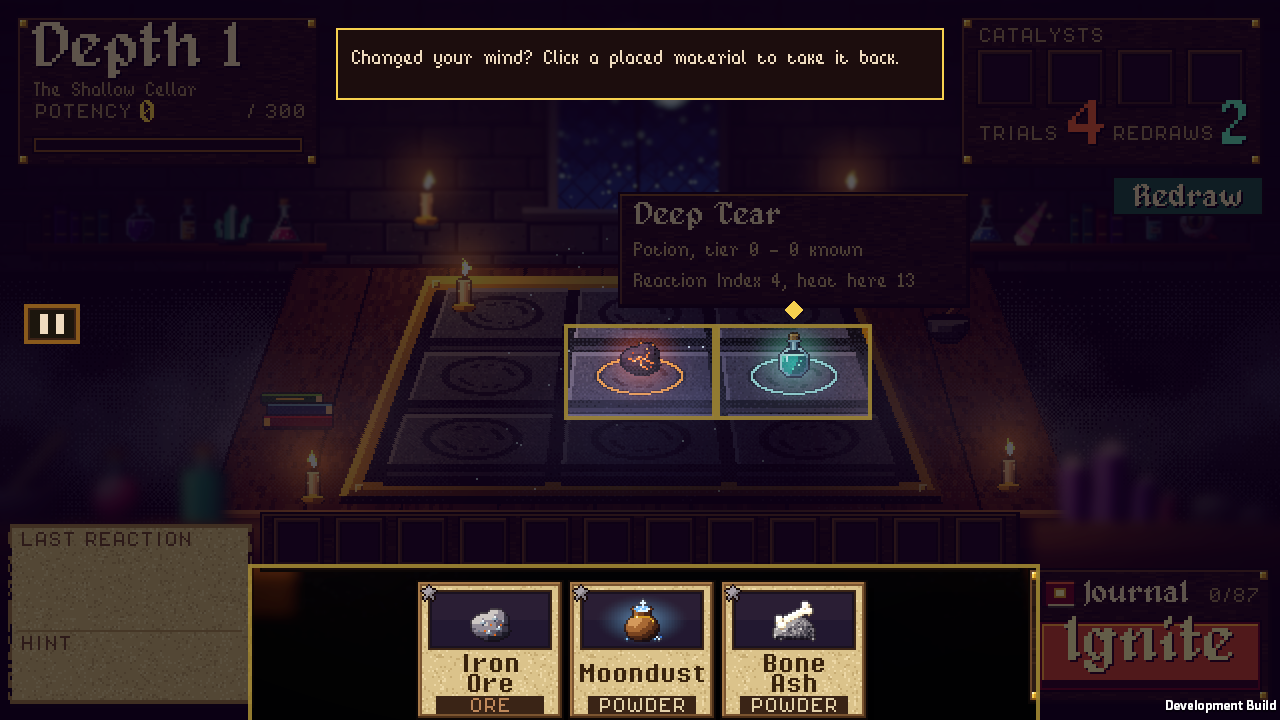 Depth 1
The Shallow Cellar
POTENCY 0 / 300
Changed your mind? Click a placed material to take it back.
CATALYSTS
TRIALS 4 REDRAWS 2
Redraw
Deep Tear
Potion, tier 0 - 0 known
Reaction Index 4, heat here 13
LAST REACTION
HINT
Iron
Ore
ORE
Moondust
POWDER
Bone
Ash
POWDER
Journal 0/87
Ignite
Development Build